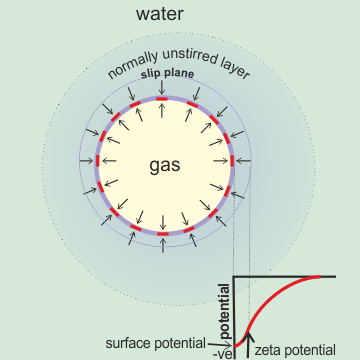 water
normally unstirred layer
slip plane
gas
potential
surface potential
-ve
zeta potential